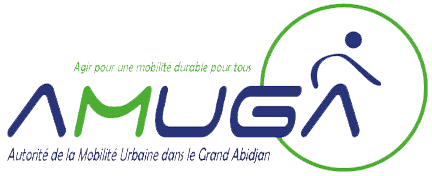 Agir pour une mobilité durable pour tous
AMUGA
Autorité de la Mobilité Urbaine dans le Grand Abidjan